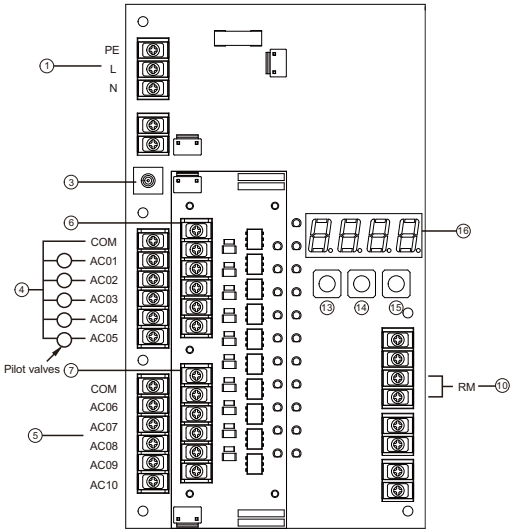 PE
1
L
N
3
6
16
COM
AC01
4
AC02
AC03
13
14
15
AC04
AC05
Pilot valves
7
COM
RM
10
AC06
AC07
5
AC08
AC09
AC10